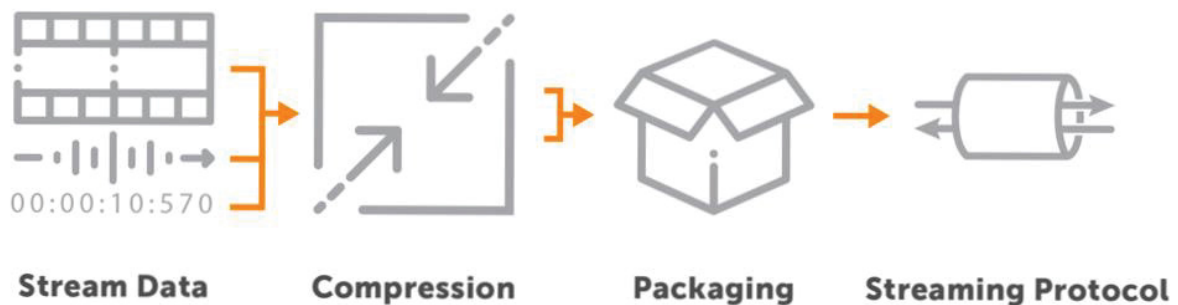 00:00:10:570
Stream Data
Compression
Packaging
Streaming Protocol